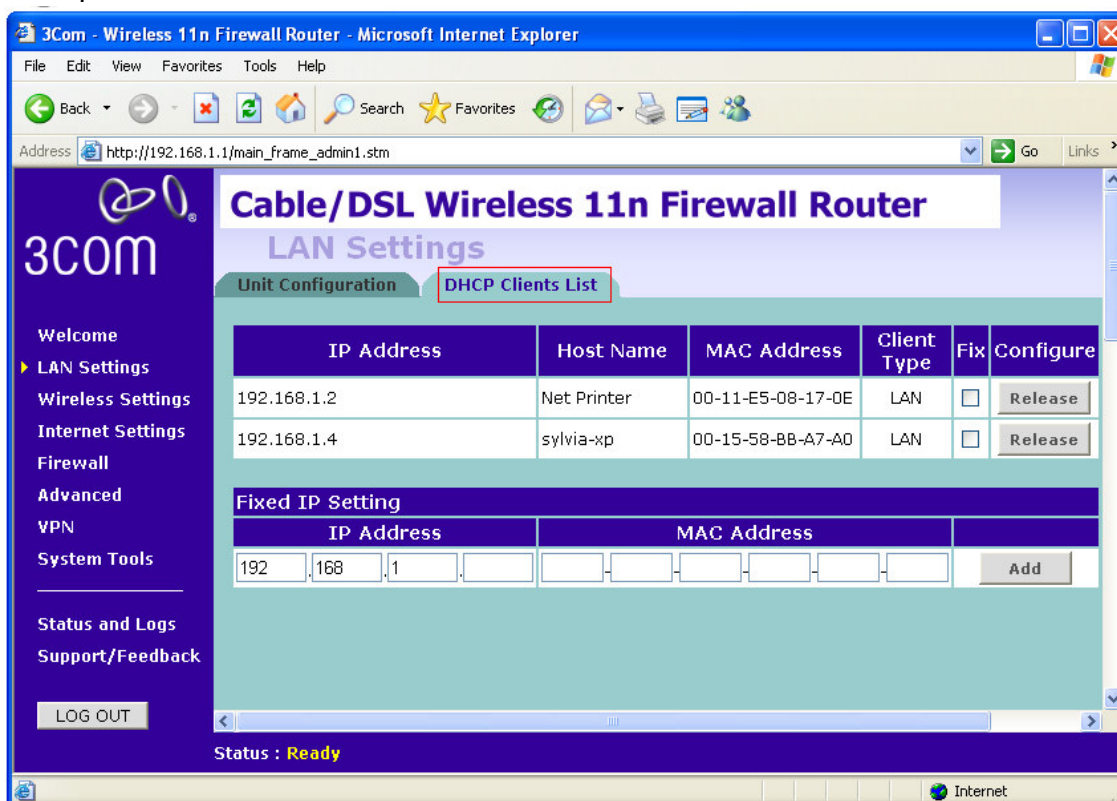 3Com - Wireless 11n Firewall Router - Microsoft Internet Explorer
File Edit View Favorites Tools Help
Back Search Favorites
Address http://192.168.1.1/main_frame_admin1.stm Go Links
3COM
Cable/DSL Wireless 11n Firewall Router
LAN Settings
Unit Configuration DHCP Clients List
Welcome
LAN Settings
Wireless Settings
Internet Settings
Firewall
Advanced
VPN
System Tools
Status and Logs
Support/Feedback
LOG OUT
IP Address Host Name MAC Address Client Type Fix Configure
192.168.1.2 Net Printer 00-11-E5-08-17-0E LAN Release
192.168.1.4 sylvia-xp 00-15-58-BB-A7-A0 LAN Release
Fixed IP Setting
IP Address MAC Address
192 .168 .1 . - - - - - Add
Status : Ready
Internet